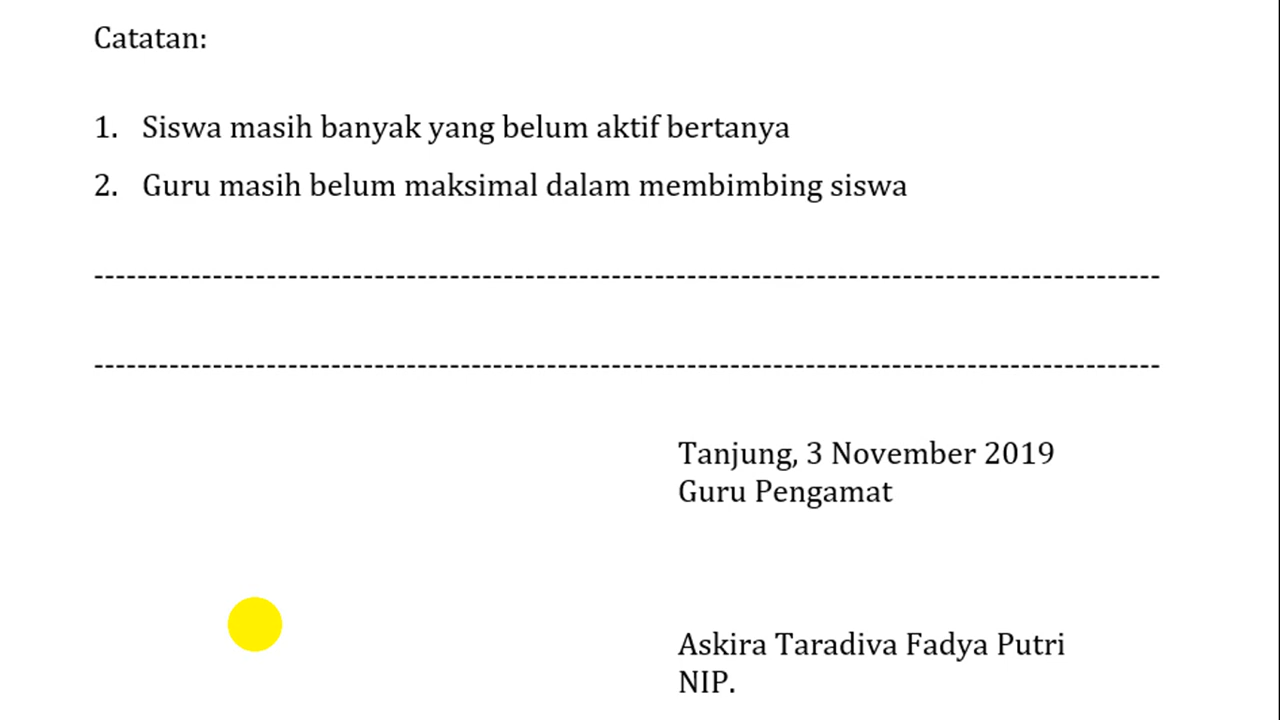 Catatan:
1. Siswa masih banyak yang belum aktif bertanya
2. Guru masih belum maksimal dalam membimbing siswa
-----------------------------------------------------------------------------------------------
-----------------------------------------------------------------------------------------------
Tanjung, 3 November 2019
Guru Pengamat
Askira Taradiva Fadya Putri
NIP.